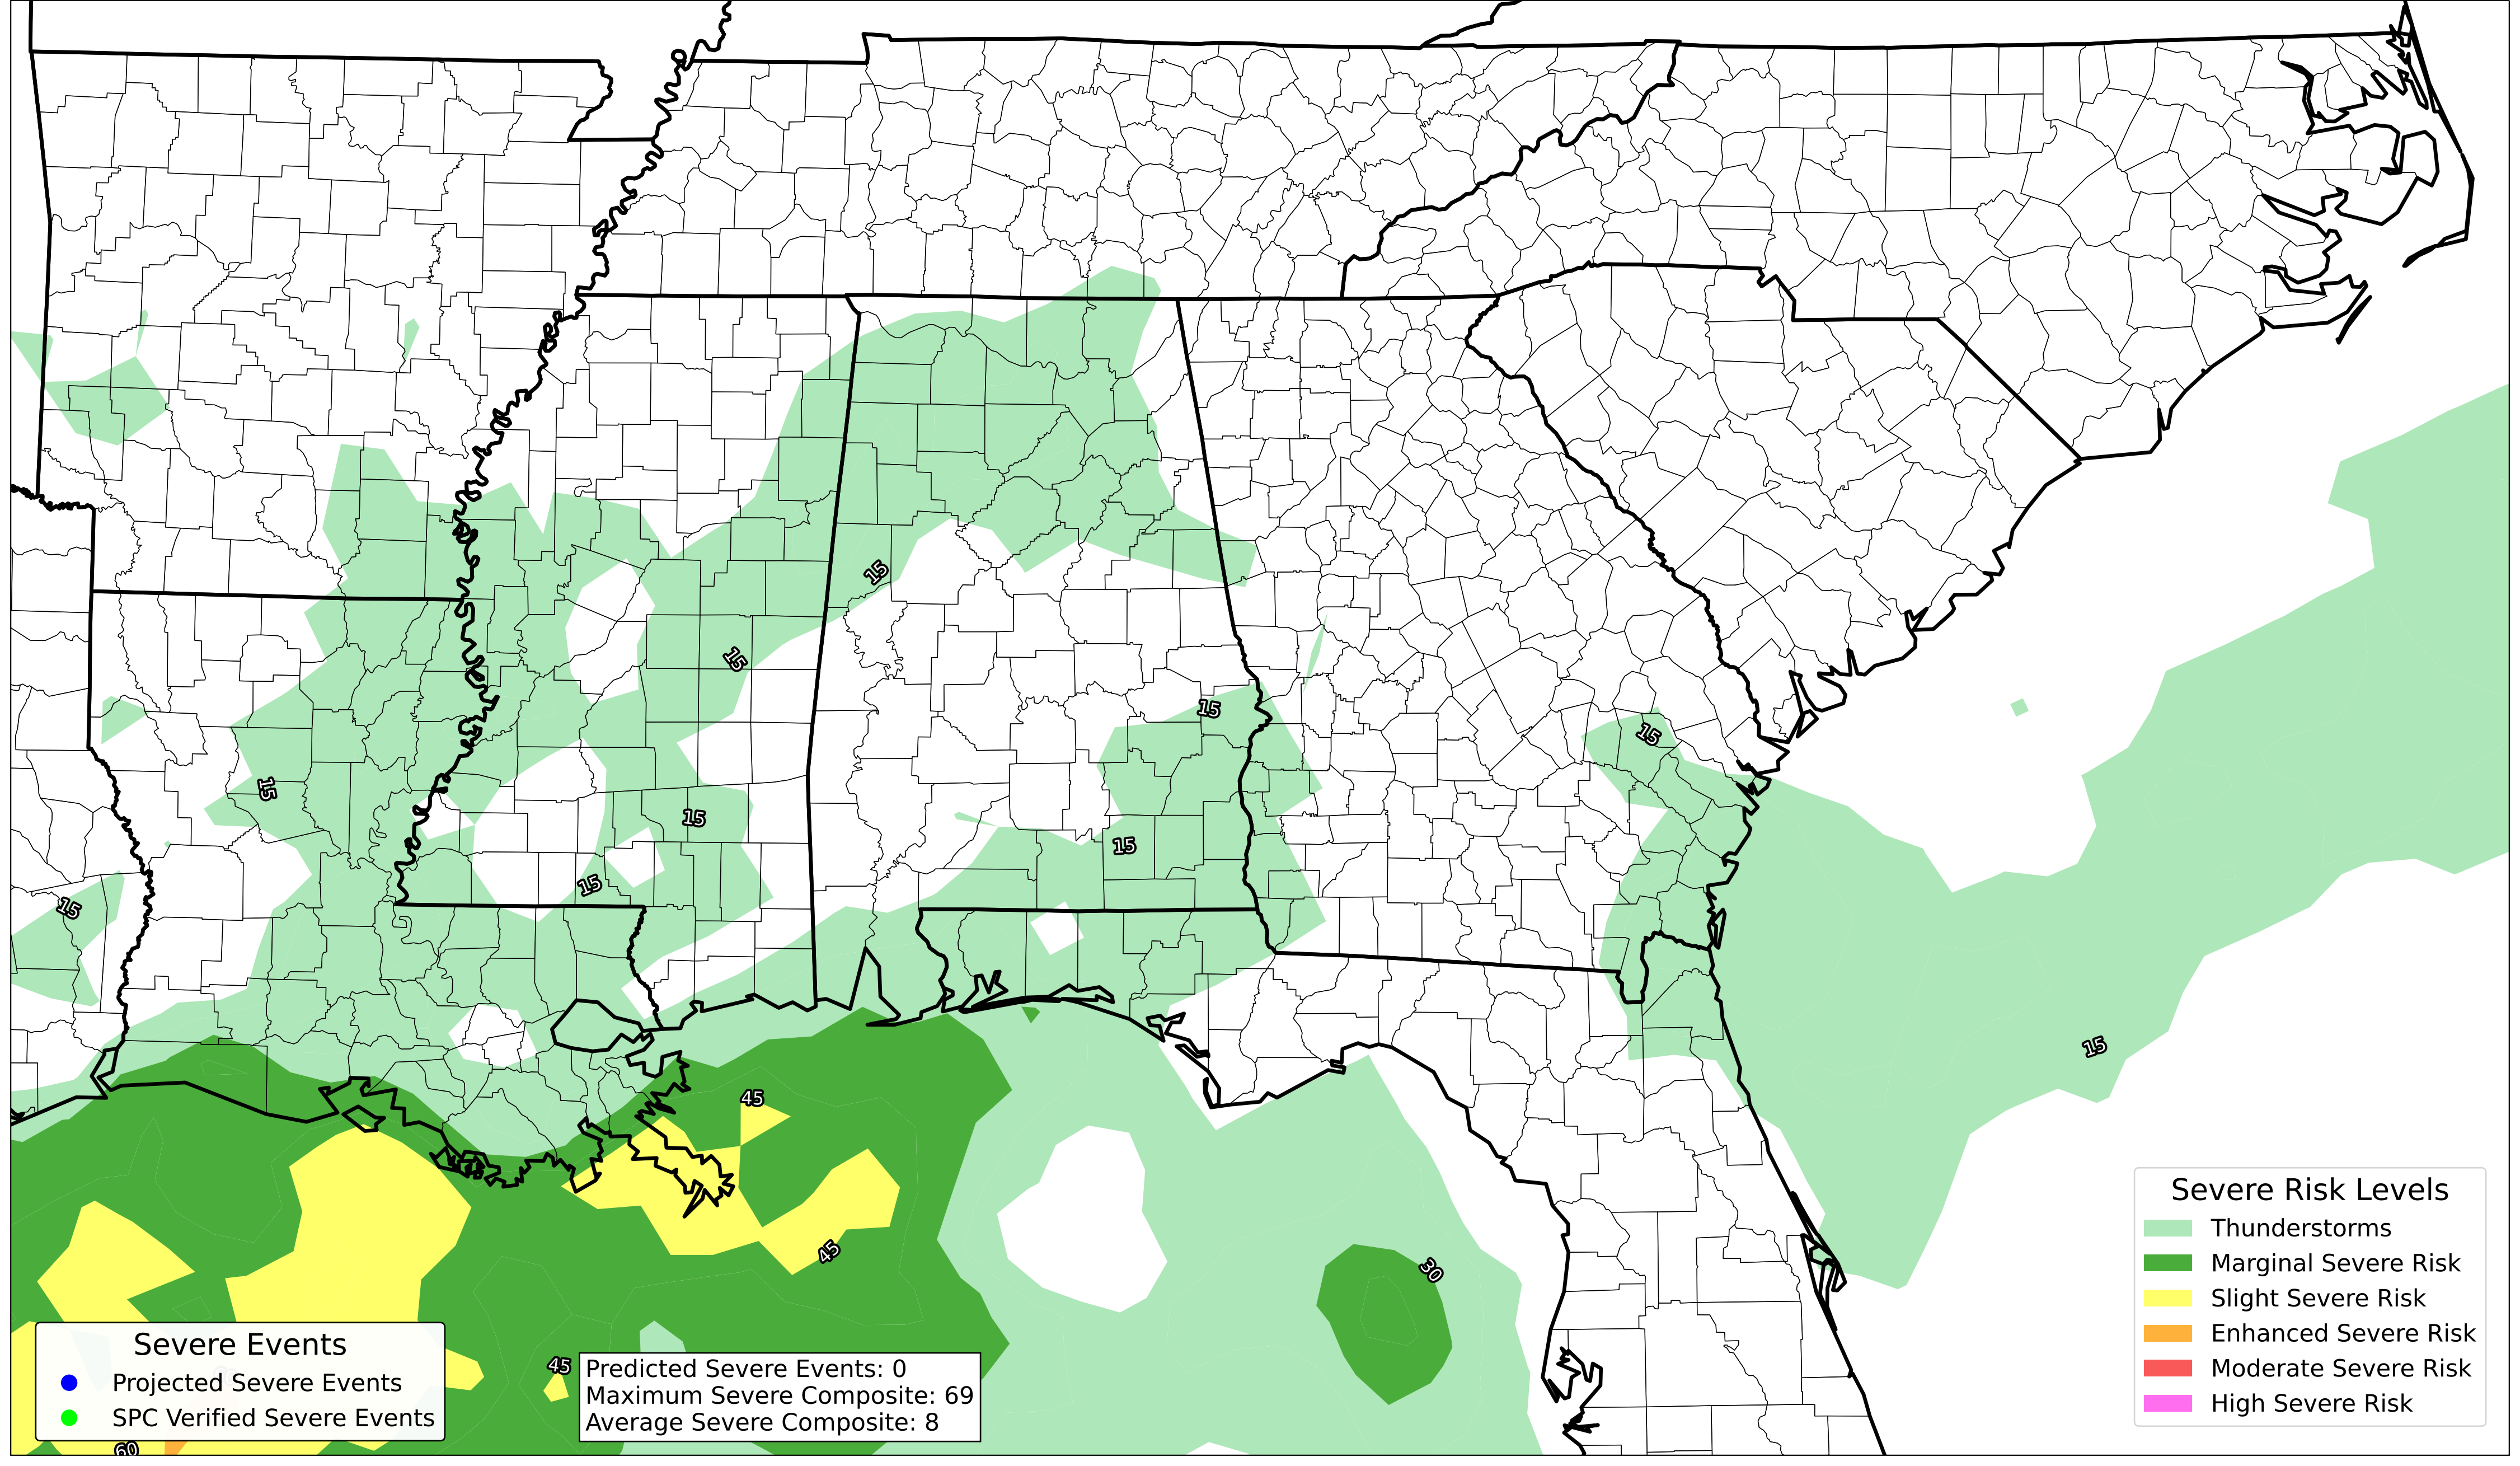 15
15
15
15
15
15
15
15
15
15
45
45
30
45
60
Severe Events
Projected Severe Events
SPC Verified Severe Events
Predicted Severe Events: 0
Maximum Severe Composite: 69
Average Severe Composite: 8
Severe Risk Levels
Thunderstorms
Marginal Severe Risk
Slight Severe Risk
Enhanced Severe Risk
Moderate Severe Risk
High Severe Risk